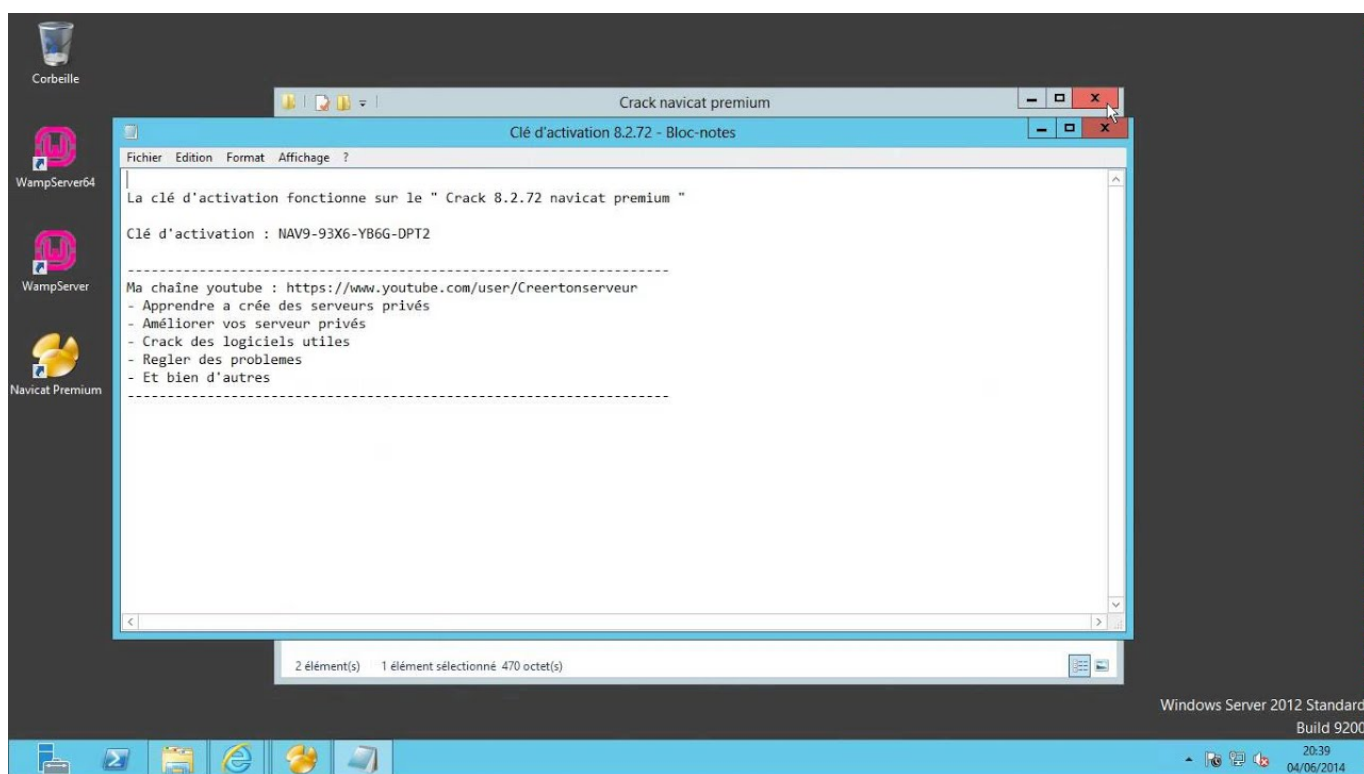 Corbeille
Crack navicat premium
Clé d'activation 8.2.72 - Bloc-notes
Fichier Edition Format Affichage ?
WampServer64
La clé d'activation fonctionne sur le " Crack 8.2.72 navicat premium "
Clé d'activation : NAV9-93X6-YB6G-DPT2
---------------------------------------------------------------------
WampServer
Ma chaîne youtube : https://www.youtube.com/user/Creertonserveur
- Apprendre a crée des serveurs privés
- Améliorer vos serveur privés
- Crack des logiciels utiles
- Regler des problemes
- Et bien d'autres
---------------------------------------------------------------------
Navicat Premium
2 élément(s) 1 élément sélectionné 470 octet(s)
Windows Server 2012 Standard
Build 9200
20:39
04/06/2014